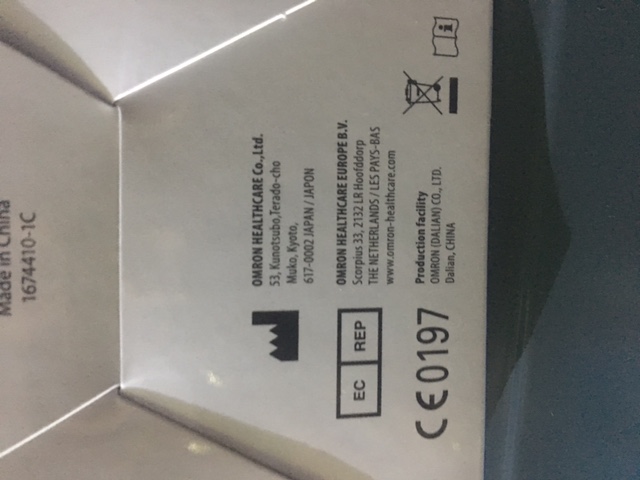 Made in China
1674410-1C
OMRON HEALTHCARE Co., Ltd.
53, Kunotsubo, Terado-cho
Muko, Kyoto,
617-0002 JAPAN / JAPON
EC REP
OMRON HEALTHCARE EUROPE B.V.
Scorpius 33, 2132 LR Hoofddorp
THE NETHERLANDS / LES PAYS-BAS
www.omron-healthcare.com
CE0197
Production facility
OMRON (DALIAN) CO., LTD.
Dalian, CHINA